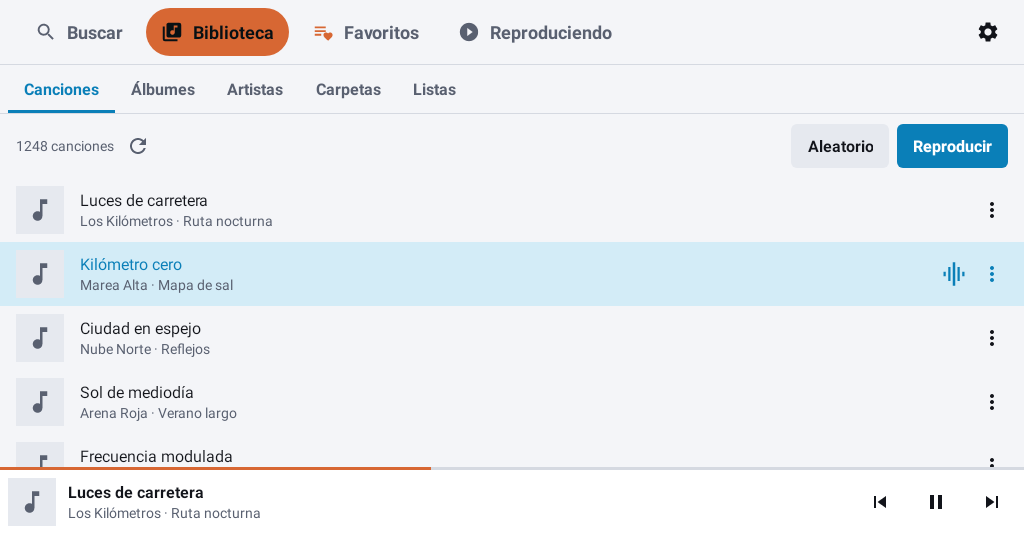 Buscar
Biblioteca
Favoritos
Reproduciendo
Canciones
Álbumes
Artistas
Carpetas
Listas
1248 canciones
Aleatorio
Reproducir
Luces de carretera
Los Kilómetros · Ruta nocturna
Kilómetro cero
Marea Alta · Mapa de sal
Ciudad en espejo
Nube Norte · Reflejos
Sol de mediodía
Arena Roja · Verano largo
Frecuencia modulada
Luces de carretera
Los Kilómetros · Ruta nocturna